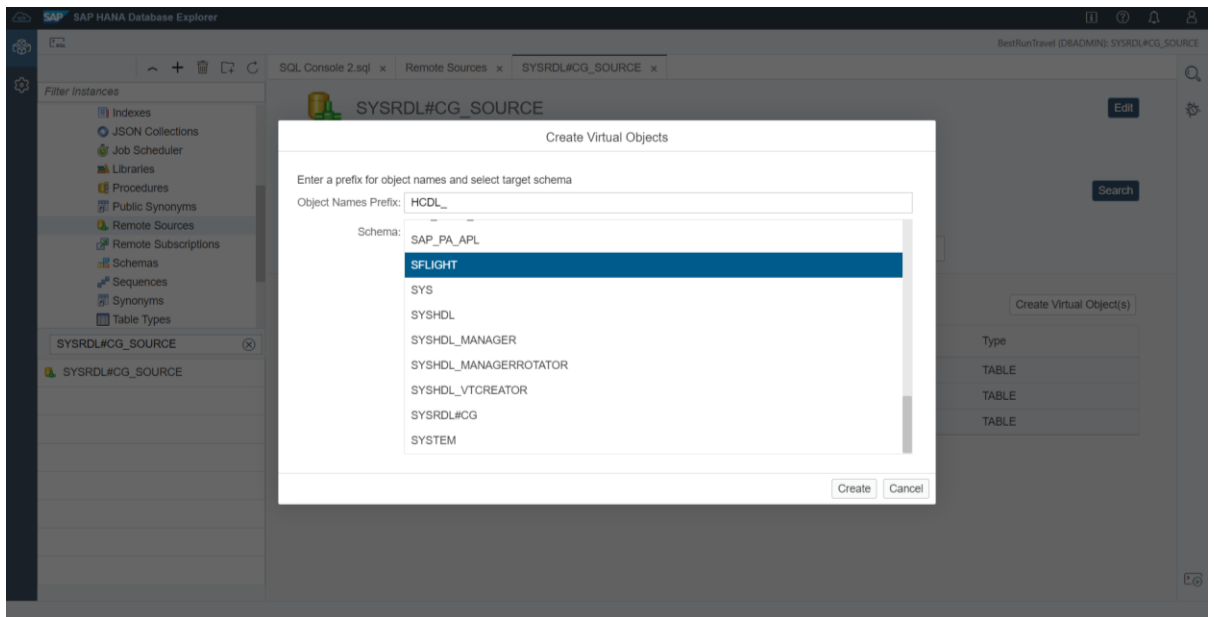 SAP SAP HANA Database Explorer
BestRunTravel (DBADMIN): SYSRDL#CG_SOURCE
SQL Console 2.sql × Remote Sources × SYSRDL#CG_SOURCE ×
Filter Instances
Indexes
JSON Collections
Job Scheduler
Libraries
Procedures
Public Synonyms
Remote Sources
Remote Subscriptions
Schemas
Sequences
Synonyms
Table Types
SYSRDL#CG_SOURCE
SYSRDL#CG_SOURCE
SYSRDL#CG_SOURCE
Edit
Search
Create Virtual Object(s)
Type
TABLE
TABLE
TABLE
Create Virtual Objects
Enter a prefix for object names and select target schema
Object Names Prefix: HCDL_
Schema:
SAP_PA_APL
SFLIGHT
SYS
SYSHDL
SYSHDL_MANAGER
SYSHDL_MANAGERROTATOR
SYSHDL_VTCREATOR
SYSRDL#CG
SYSTEM
Create Cancel